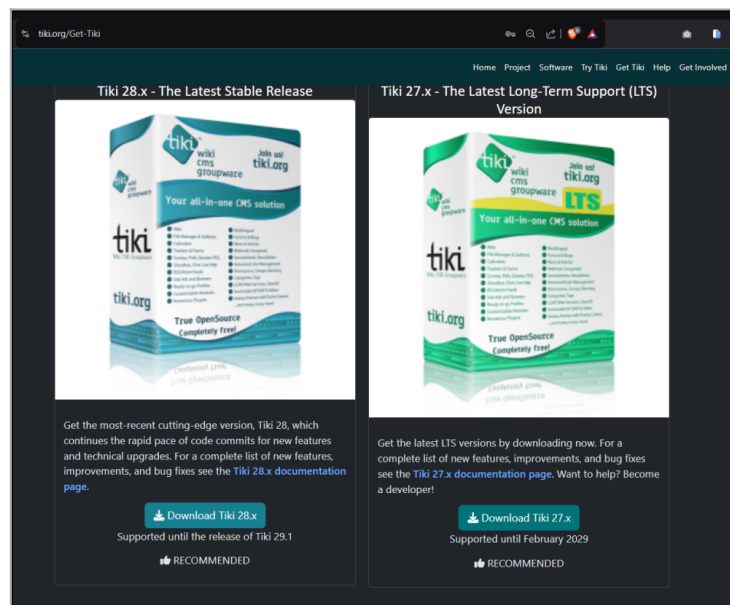 tiki.org/Get-Tiki
Home Project Software Try Tiki Get Tiki Help Get Involved
Tiki 28.x - The Latest Stable Release
tiki
wiki
cms
groupware
Join us!
tiki.org
Your all-in-one CMS solution
tiki
tiki.org
True OpenSource
Completely free!
Get the most-recent cutting-edge version, Tiki 28, which
continues the rapid pace of code commits for new features
and technical upgrades. For a complete list of new features,
improvements, and bug fixes see the Tiki 28.x documentation
page.
Download Tiki 28.x
Supported until the release of Tiki 29.1
RECOMMENDED
Tiki 27.x - The Latest Long-Term Support (LTS)
Version
tiki
wiki
cms
groupware
Join us!
tiki.org
LTS
Your all-in-one CMS solution
tiki
tiki.org
True OpenSource
Completely free!
Get the latest LTS versions by downloading now. For a
complete list of new features, improvements, and bug fixes
see the Tiki 27.x documentation page. Want to help? Become
a developer!
Download Tiki 27.x
Supported until February 2029
RECOMMENDED